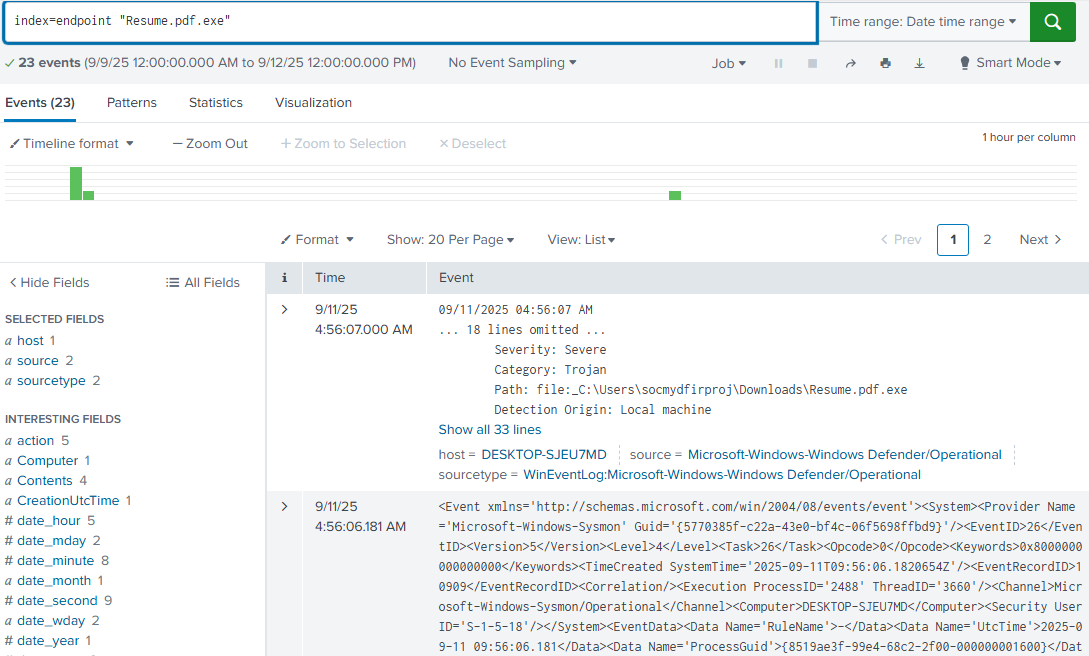 index=endpoint "Resume.pdf.exe"
Time range: Date time range
23 events (9/9/25 12:00:00.000 AM to 9/12/25 12:00:00.000 PM)
No Event Sampling
Job
Smart Mode
Events (23)
Patterns
Statistics
Visualization
Timeline format
— Zoom Out
+ Zoom to Selection
× Deselect
1 hour per column
Format
Show: 20 Per Page
View: List
< Prev
1
2
Next >
< Hide Fields
All Fields
SELECTED FIELDS
a host 1
a source 2
a sourcetype 2
INTERESTING FIELDS
a action 5
a Computer 1
a Contents 4
a CreationUtcTime 1
# date_hour 5
# date_mday 2
# date_minute 8
a date_month 1
# date_second 9
a date_wday 2
# date_year 1
i
Time
Event
>
9/11/25
4:56:07.000 AM
09/11/2025 04:56:07 AM
... 18 lines omitted ...
Severity: Severe
Category: Trojan
Path: file:_C:\Users\socmydfirproj\Downloads\Resume.pdf.exe
Detection Origin: Local machine
Show all 33 lines
host = DESKTOP-SJEU7MD
source = Microsoft-Windows-Windows Defender/Operational
sourcetype = WinEventLog:Microsoft-Windows-Windows Defender/Operational
>
9/11/25
4:56:06.181 AM
<Event xmlns='http://schemas.microsoft.com/win/2004/08/events/event'><System><Provider Name
='Microsoft-Windows-Sysmon' Guid='{5770385f-c22a-43e0-bf4c-06f5698ffbd9}'/><EventID>26</Even
tID><Version>5</Version><Level>4</Level><Task>26</Task><Opcode>0</Opcode><Keywords>0x8000000
000000000</Keywords><TimeCreated SystemTime='2025-09-11T09:56:06.1820654Z'/><EventRecordID>1
0909</EventRecordID><Correlation/><Execution ProcessID='2488' ThreadID='3660'/><Channel>Micr
osoft-Windows-Sysmon/Operational</Channel><Computer>DESKTOP-SJEU7MD</Computer><Security User
ID='S-1-5-18'/></System><EventData><Data Name='RuleName'>-</Data><Data Name='UtcTime'>2025-0
9-11 09:56:06.181</Data><Data Name='ProcessGuid'>{8519ae3f-99e4-68c2-2f00-000000001600}</Dat